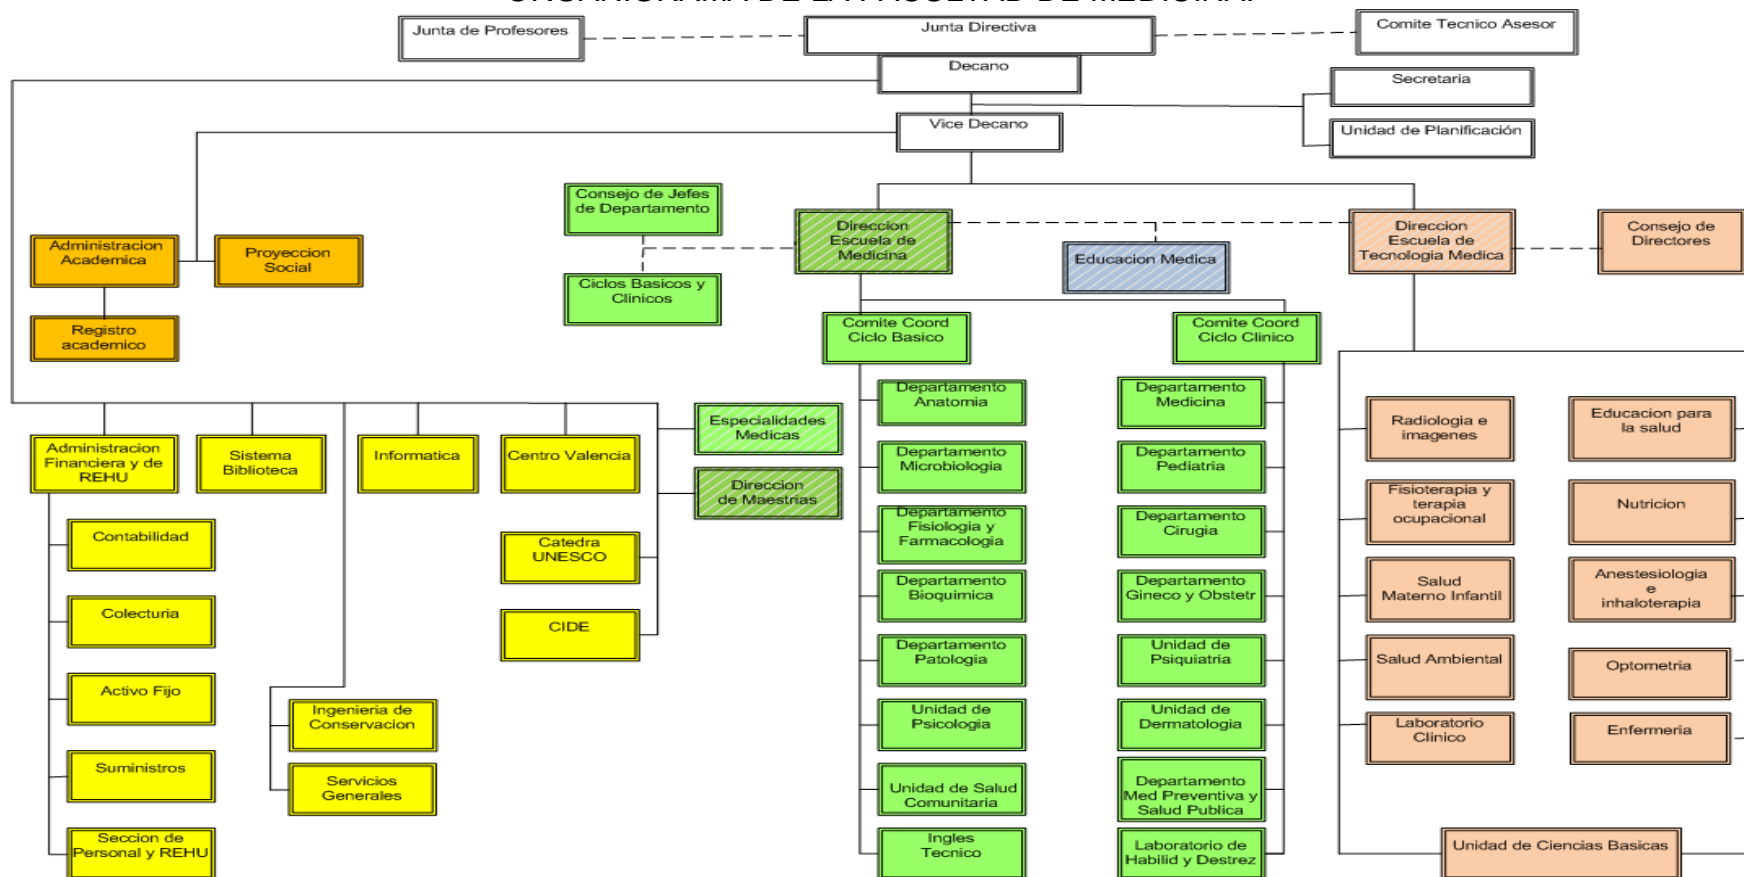 ORGANIGRAMA DE LA FACULTAD DE MEDICINA.
Junta de Profesores
Junta Directiva
Comite Tecnico Asesor
Decano
Secretaria
Vice Decano
Unidad de Planificación
Consejo de Jefes
de Departamento
Direccion
Escuela de
Medicina
Direccion
Escuela de
Tecnologia Medica
Consejo de
Directores
Administracion
Academica
Proyeccion
Social
Educacion Medica
Ciclos Basicos y
Clinicos
Registro
academico
Comite Coord
Ciclo Basico
Comite Coord
Ciclo Clinico
Administracion
Financiera y de
REHU
Sistema
Biblioteca
Informatica
Centro Valencia
Especialidades
Medicas
Direccion
de Maestrias
Contabilidad
Colecturia
Activo Fijo
Suministros
Seccion de
Personal y REHU
Ingenieria de
Conservacion
Servicios
Generales
Catedra
UNESCO
CIDE
Departamento
Anatomia
Departamento
Microbiologia
Departamento
Fisiologia y
Farmacologia
Departamento
Bioquimica
Departamento
Patologia
Unidad de
Psicologia
Unidad de Salud
Comunitaria
Ingles
Tecnico
Departamento
Medicina
Departamento
Pediatria
Departamento
Cirugia
Departamento
Gineco y Obstetr
Unidad de
Psiquiatria
Unidad de
Dermatologia
Departamento
Med Preventiva y
Salud Publica
Laboratorio de
Habilid y Destrez
Radiologia e
imagenes
Fisioterapia y
terapia
ocupacional
Salud
Materno Infantil
Salud Ambiental
Laboratorio
Clinico
Educacion para
la salud
Nutricion
Anestesiologia
e
inhaloterapia
Optometria
Enfermeria
Unidad de Ciencias Basicas